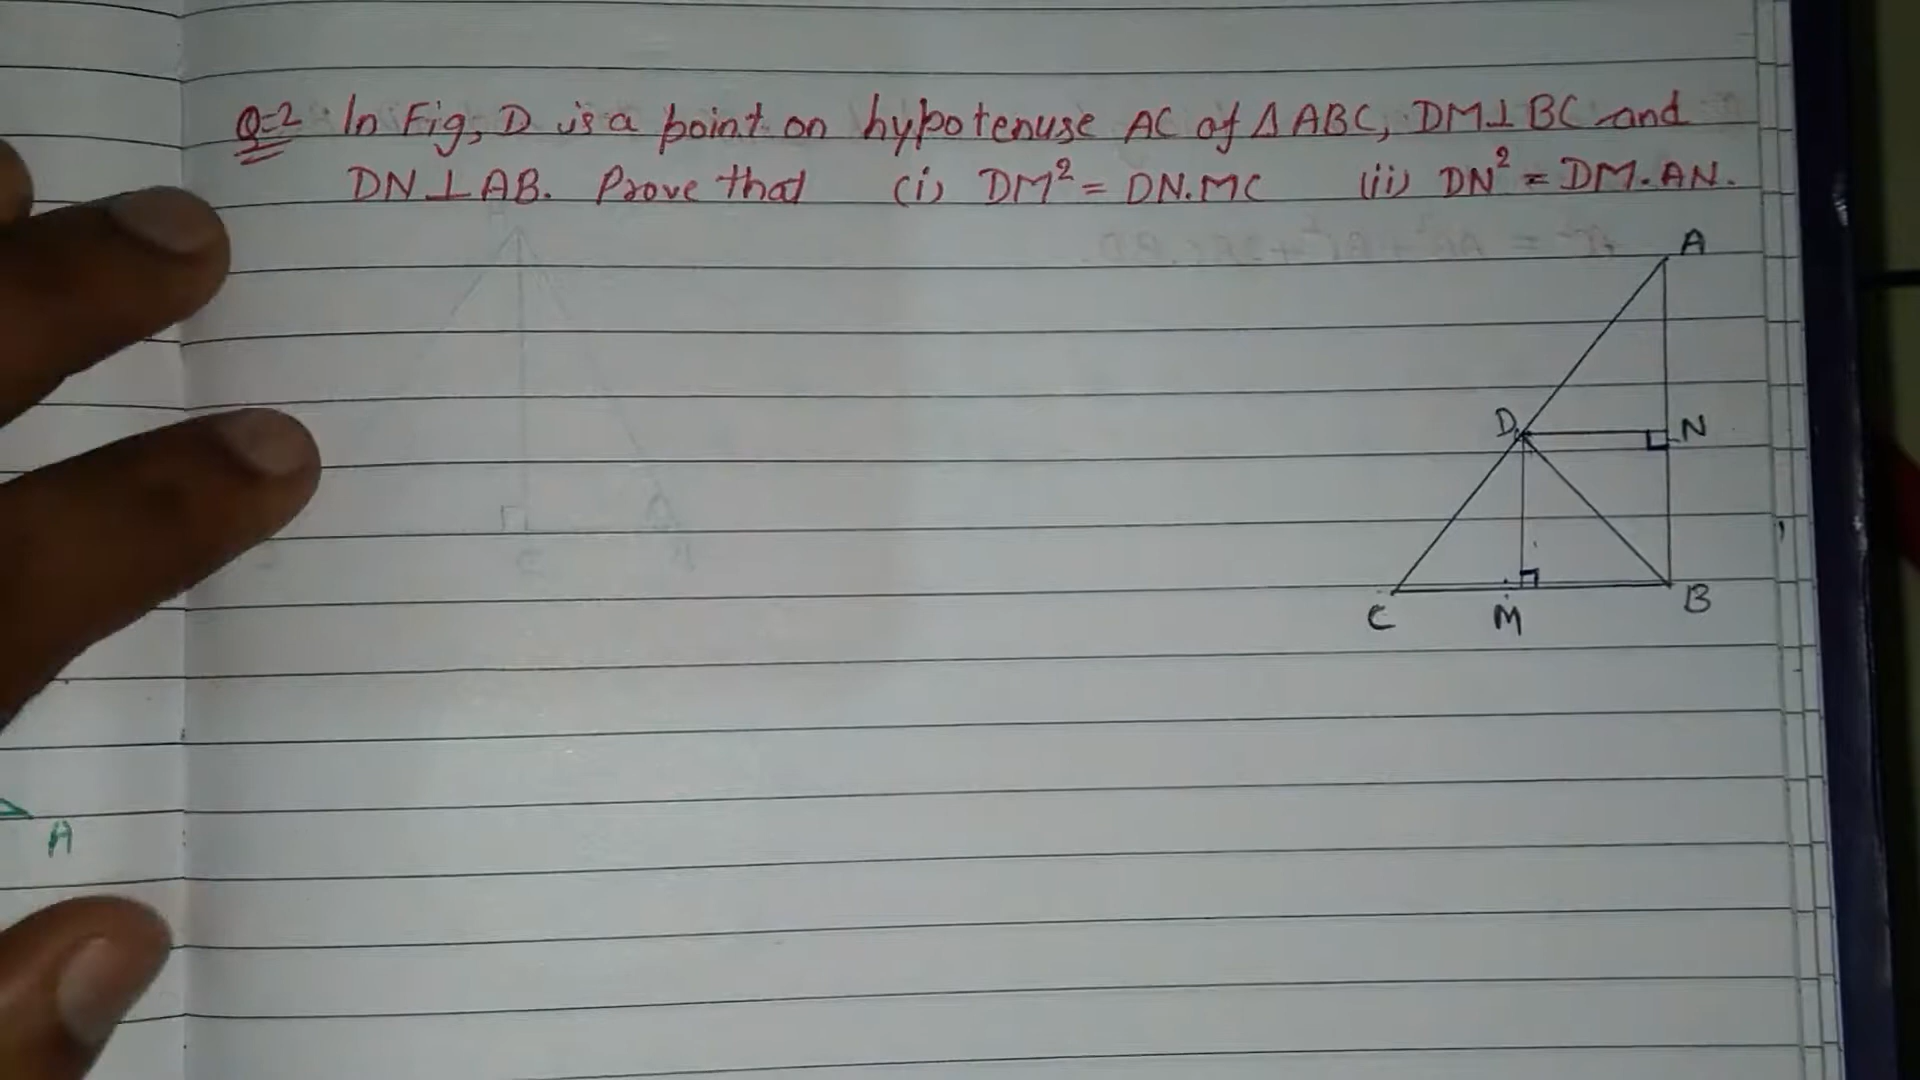 Q-2 In Fig, D is a point on hypotenuse AC of Δ ABC, DM⊥BC and
DN⊥AB. Prove that (i) DM² = DN.MC (ii) DN² = DM.AN.
A
D
N
C
M
B
A